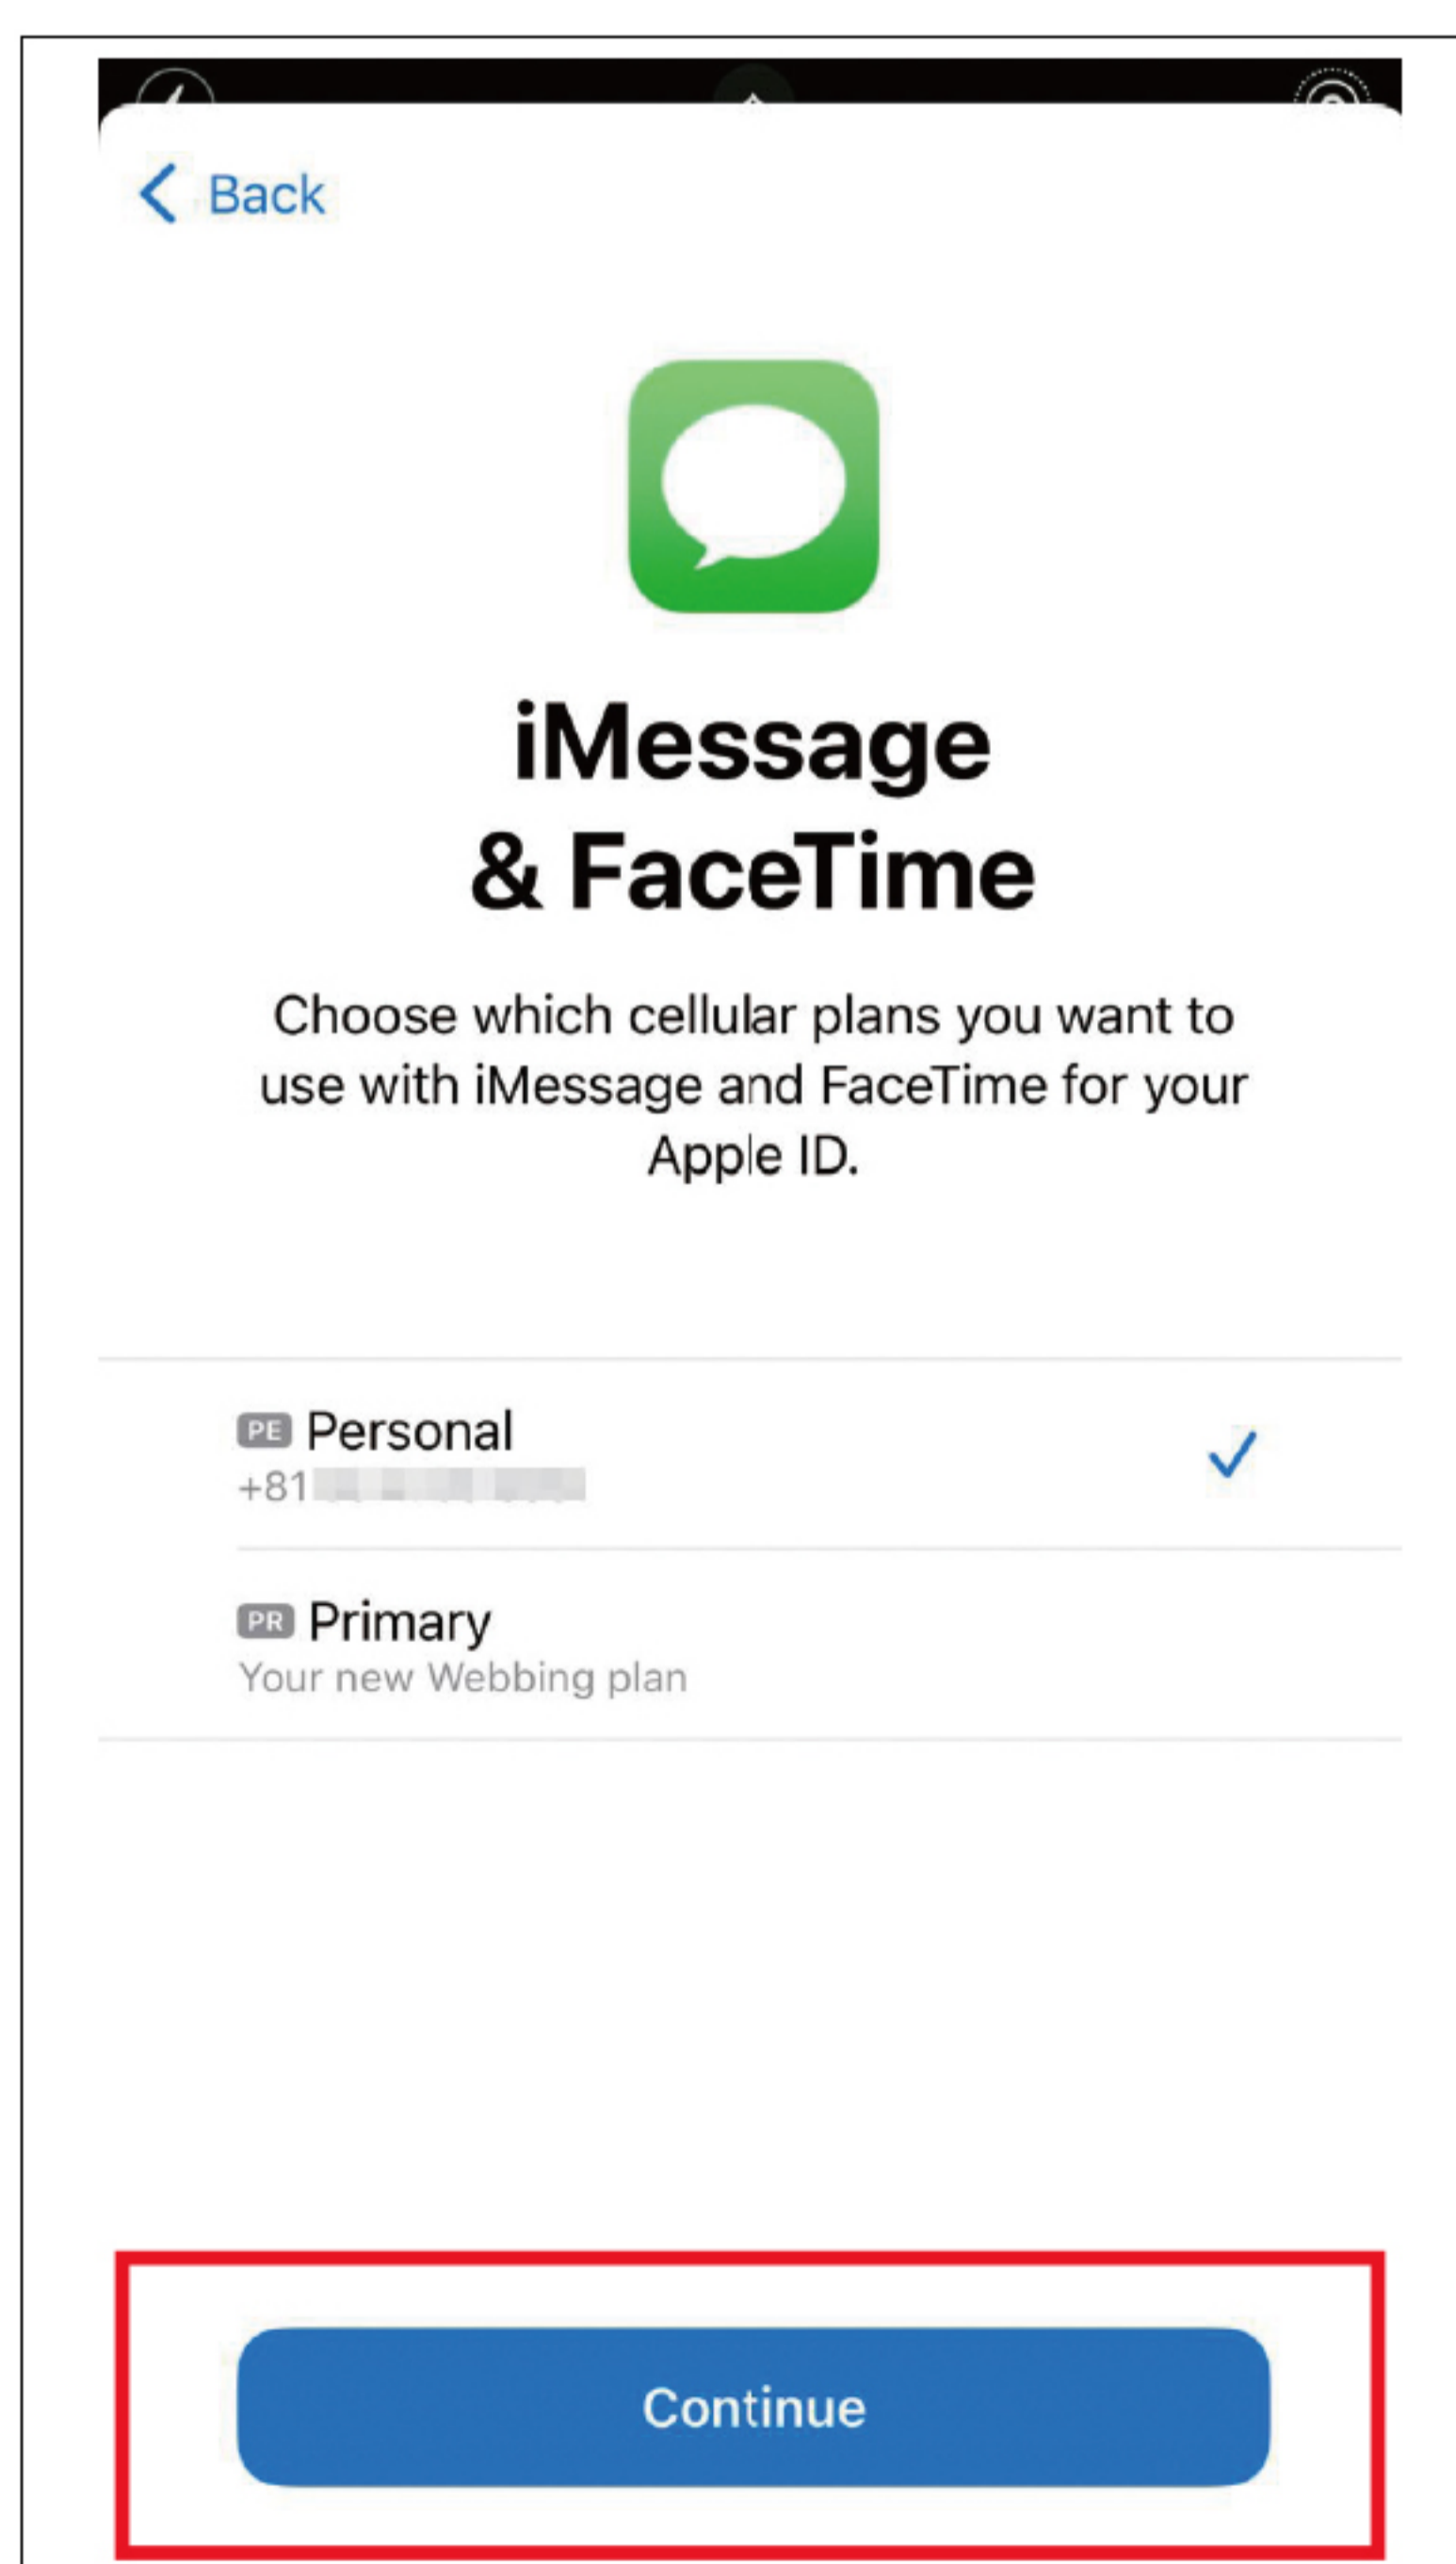 Back
iMessage
& FaceTime
Choose which cellular plans you want to
use with iMessage and FaceTime for your
Apple ID.
PE Personal
+81
PR Primary
Your new Webbing plan
Continue